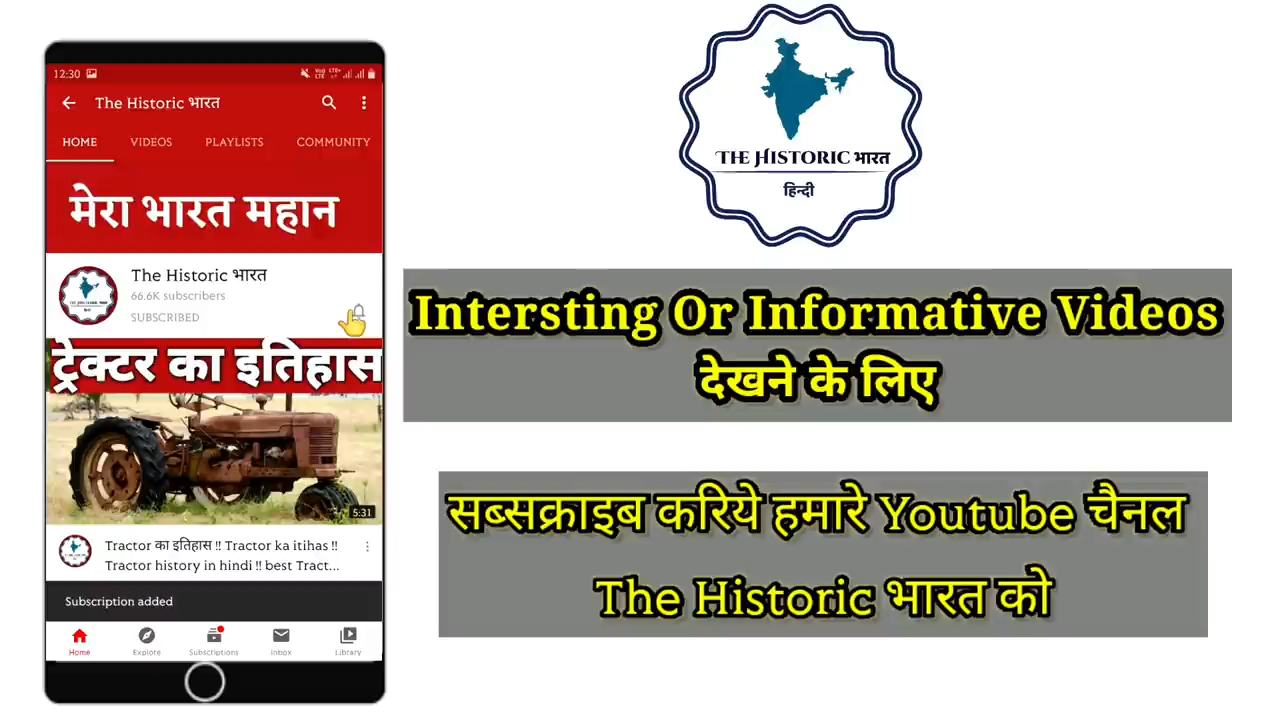 12:30
The Historic भारत
HOME VIDEOS PLAYLISTS COMMUNITY
मेरा भारत महान
The Historic भारत
66.6K subscribers
SUBSCRIBED
ट्रेक्टर का इतिहास
5:31
Tractor का इतिहास !! Tractor ka itihas !!
Tractor history in hindi !! best Tract...
Subscription added
Home Explore Subscriptions Inbox Library
THE HISTORIC भारत
हिन्दी
Intersting Or Informative Videos
देखने के लिए
सब्सक्राइब करिये हमारे Youtube चैनल
The Historic भारत को